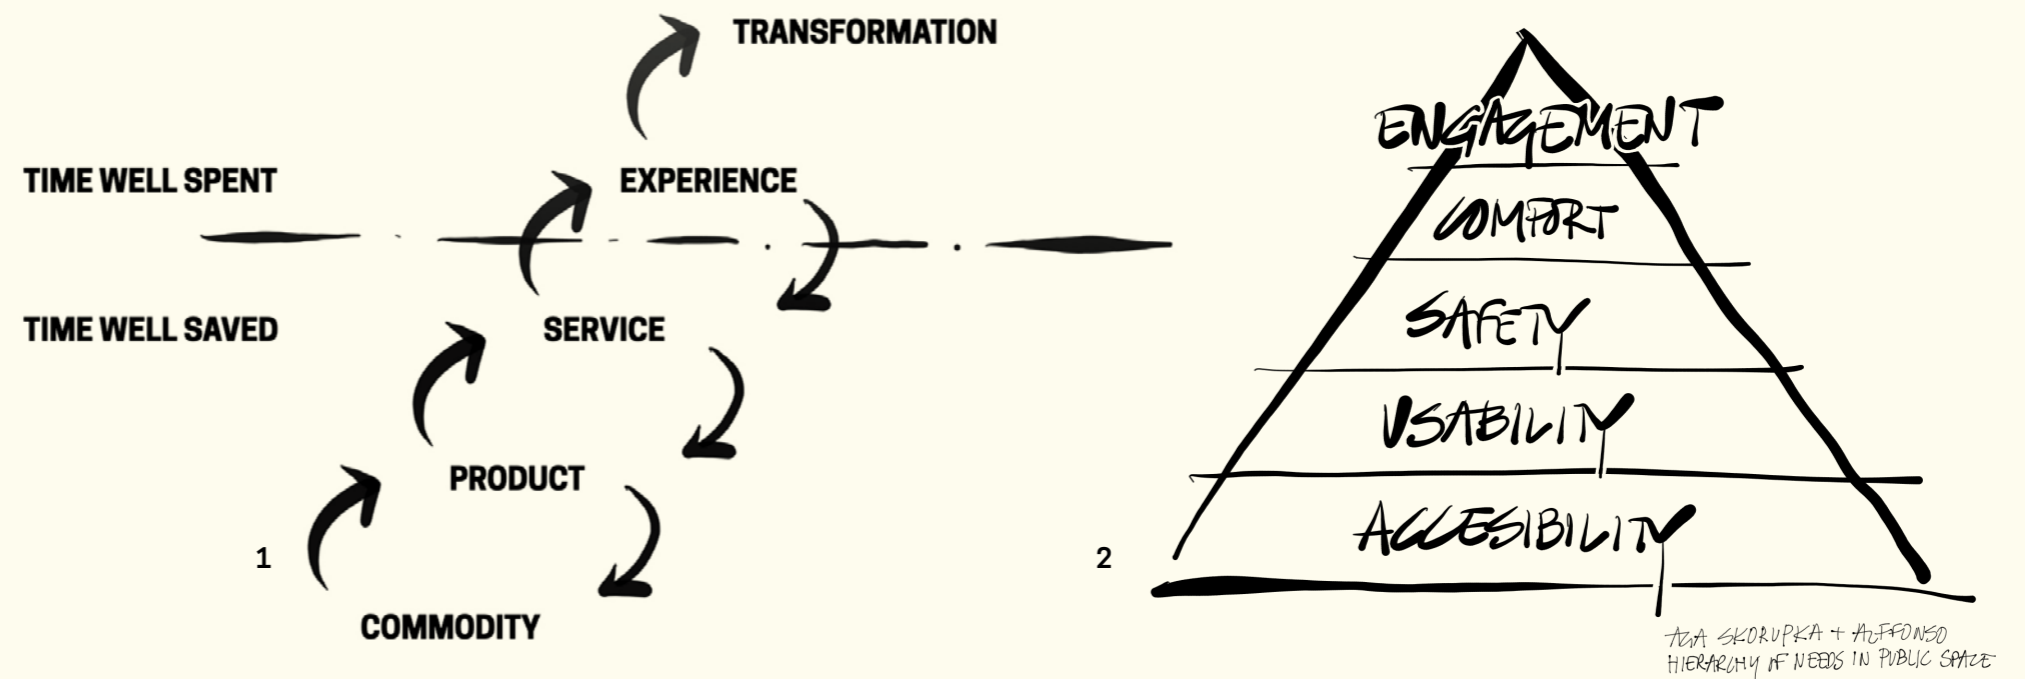 TRANSFORMATION
TIME WELL SPENT
EXPERIENCE
TIME WELL SAVED
SERVICE
PRODUCT
1
COMMODITY
ENGAGEMENT
COMFORT
SAFETY
USABILITY
ACCESIBILITY
2
AGA SKORUPKA + ALFFONSO
HIERARCHY OF NEEDS IN PUBLIC SPACE